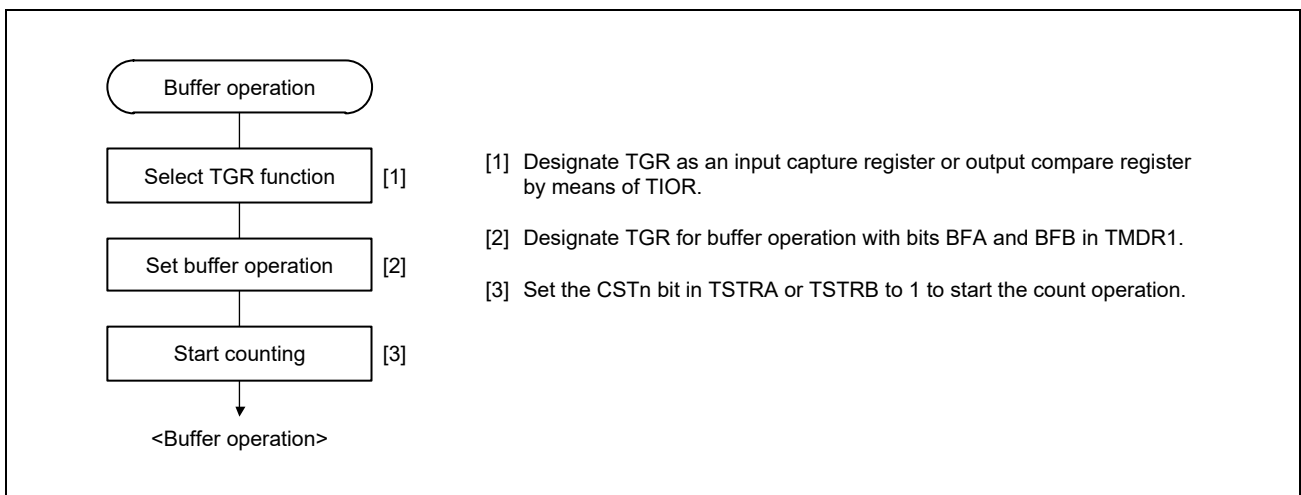 Buffer operation
Select TGR function
[1]
Set buffer operation
[2]
Start counting
[3]
<Buffer operation>
[1] Designate TGR as an input capture register or output compare register
by means of TIOR.
[2] Designate TGR for buffer operation with bits BFA and BFB in TMDR1.
[3] Set the CSTn bit in TSTRA or TSTRB to 1 to start the count operation.